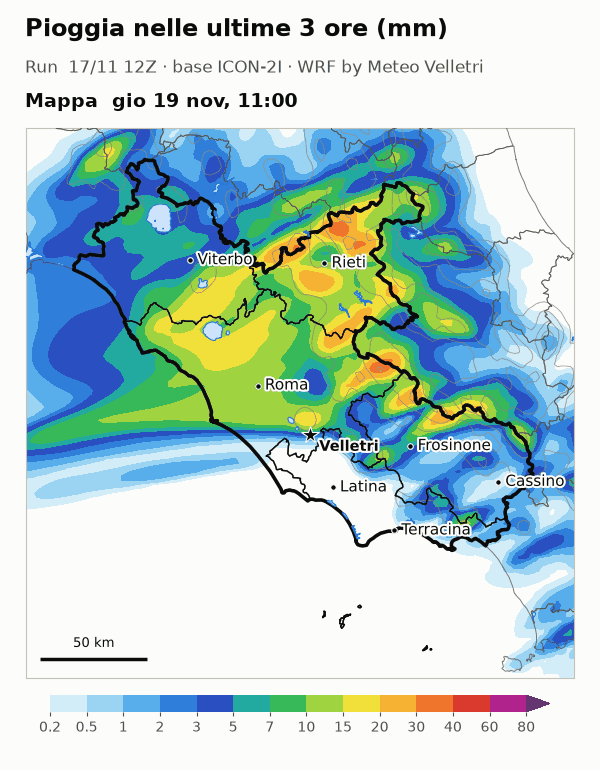 Pioggia nelle ultime 3 ore (mm)
Run 17/11 12Z · base ICON-2I · WRF by Meteo Velletri
Mappa gio 19 nov, 11:00
Viterbo
Rieti
Roma
Velletri
Frosinone
Cassino
Latina
Terracina
50 km
0.2 0.5 1 2 3 5 7 10 15 20 30 40 60 80